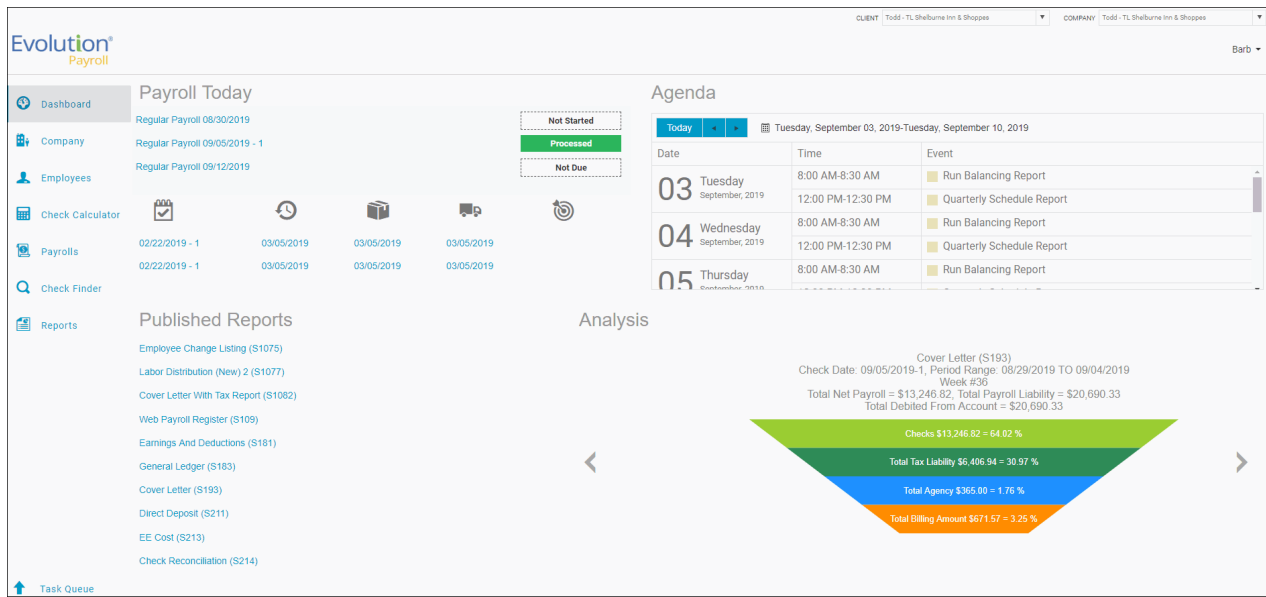 CLIENT Todd - TL Shelburne Inn & Shoppes COMPANY Todd - TL Shelburne Inn & Shoppes
Evolution®
Payroll
Barb
Dashboard
Company
Employees
Check Calculator
Payrolls
Check Finder
Reports
Task Queue
Payroll Today
Regular Payroll 08/30/2019 Not Started
Regular Payroll 09/05/2019 - 1 Processed
Regular Payroll 09/12/2019 Not Due
02/22/2019 - 1 03/05/2019 03/05/2019 03/05/2019
02/22/2019 - 1 03/05/2019 03/05/2019 03/05/2019
Agenda
Today Tuesday, September 03, 2019-Tuesday, September 10, 2019
Date Time Event
03 Tuesday September, 2019
8:00 AM-8:30 AM Run Balancing Report
12:00 PM-12:30 PM Quarterly Schedule Report
04 Wednesday September, 2019
8:00 AM-8:30 AM Run Balancing Report
12:00 PM-12:30 PM Quarterly Schedule Report
05 Thursday September, 2019
8:00 AM-8:30 AM Run Balancing Report
Published Reports
Employee Change Listing (S1075)
Labor Distribution (New) 2 (S1077)
Cover Letter With Tax Report (S1082)
Web Payroll Register (S109)
Earnings And Deductions (S181)
General Ledger (S183)
Cover Letter (S193)
Direct Deposit (S211)
EE Cost (S213)
Check Reconciliation (S214)
Analysis
Cover Letter (S193)
Check Date: 09/05/2019-1, Period Range: 08/29/2019 TO 09/04/2019
Week #36
Total Net Payroll = $13,246.82, Total Payroll Liability = $20,690.33
Total Debited From Account = $20,690.33
Checks $13,246.82 = 64.02 %
Total Tax Liability $6,406.94 = 30.97 %
Total Agency $365.00 = 1.76 %
Total Billing Amount $671.57 = 3.25 %